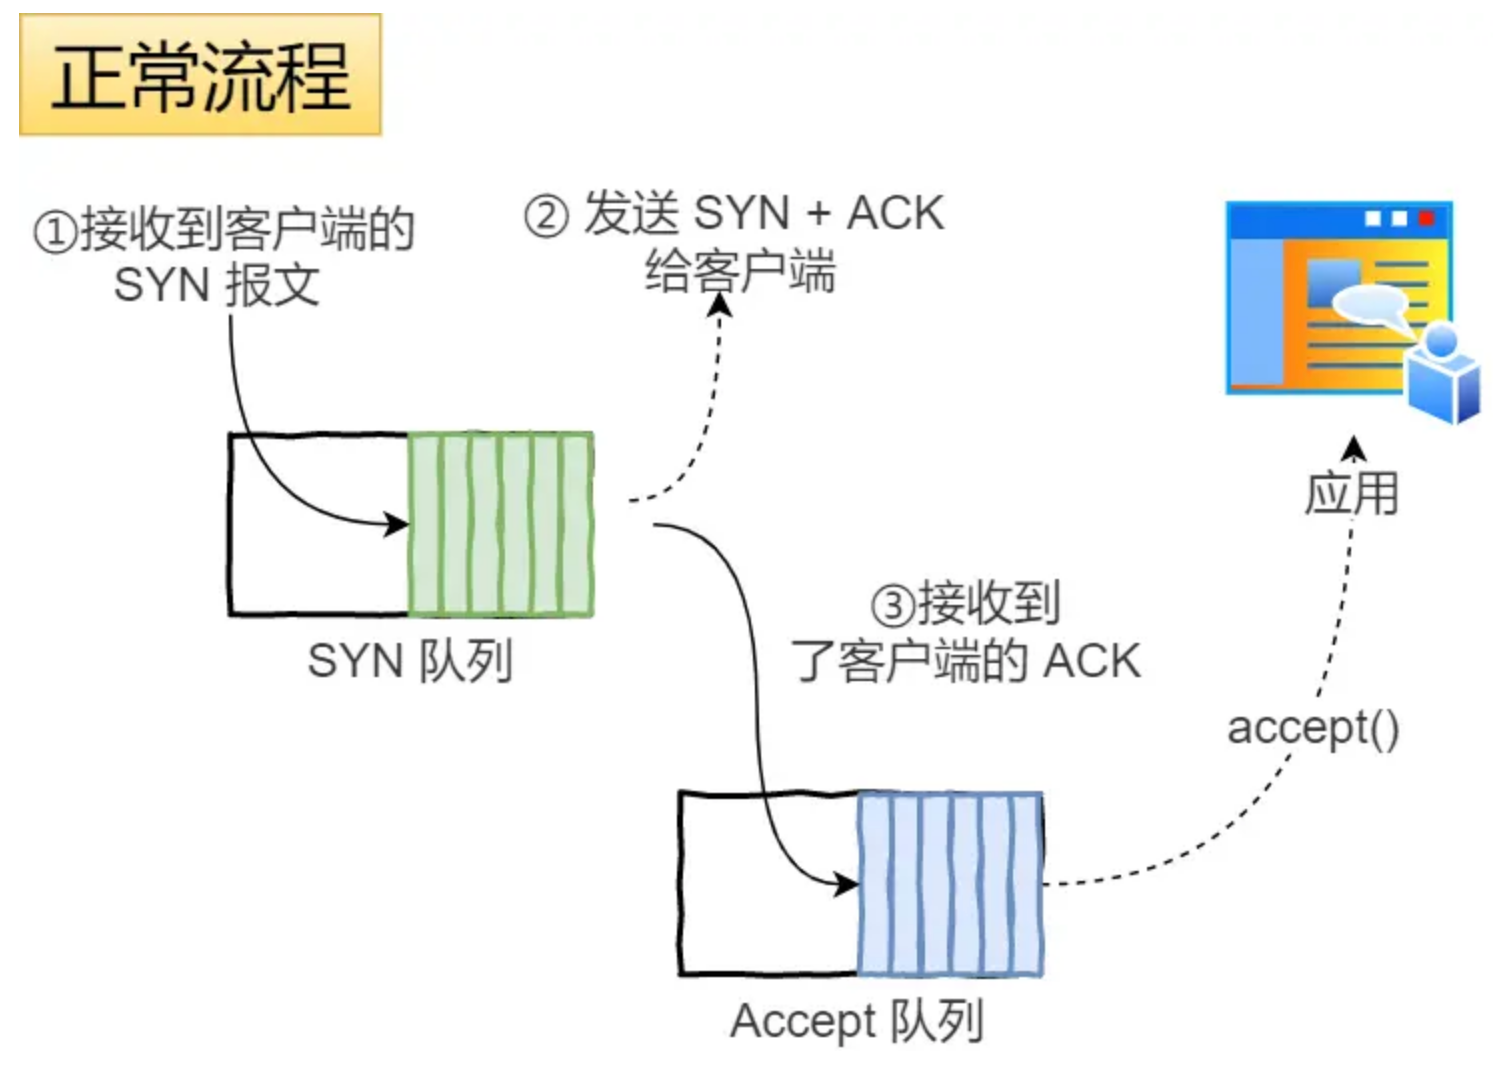 正常流程
①接收到客户端的
SYN 报文
② 发送 SYN + ACK
给客户端
应用
SYN 队列
③接收到
了客户端的 ACK
accept()
Accept 队列